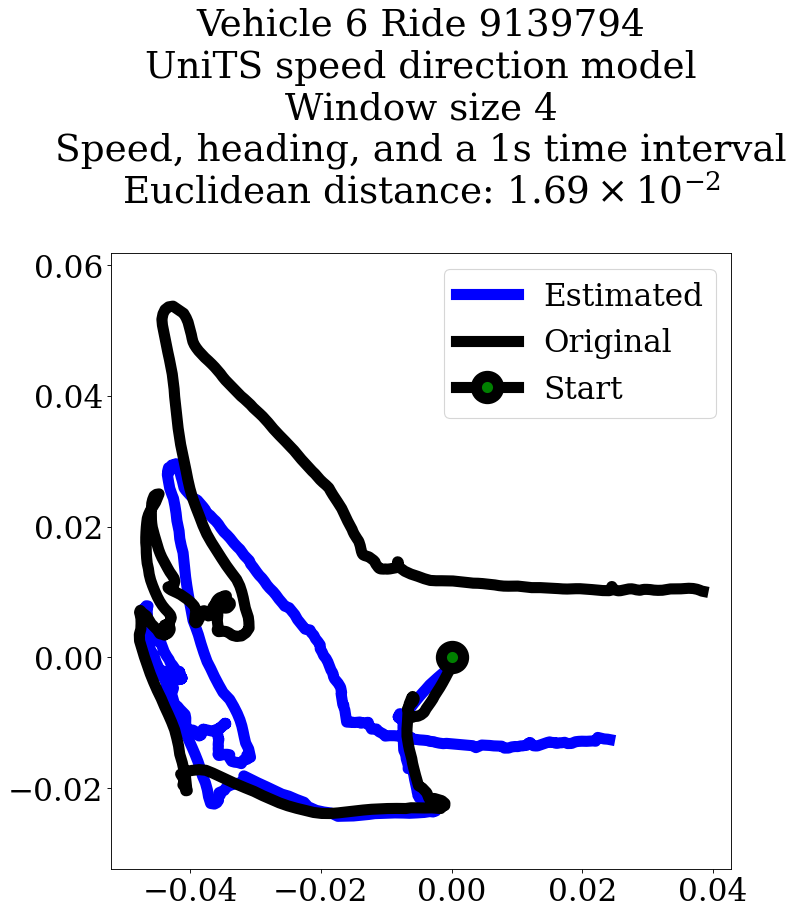 Vehicle 6 Ride 9139794
UniTS speed direction model
Window size 4
Speed, heading, and a 1s time interval
Euclidean distance: 1.69 × 10⁻²
0.06
0.04
0.02
0.00
−0.02
Estimated
Original
Start
−0.04 −0.02 0.00 0.02 0.04